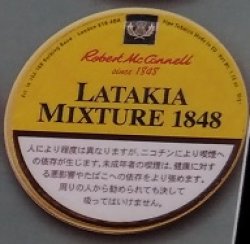 Robert McConnell
since 1848
LATAKIA
MIXTURE 1848
人により程度は異なりますが、ニコチンにより喫煙へ
の依存が生じます。未成年者の喫煙は、健康に対す
る悪影響やたばこへの依存をより強めます。
周りの人から勧められても決して
吸ってはいけません。